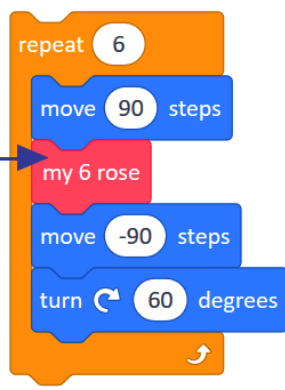 repeat 6
move 90 steps
my 6 rose
move -90 steps
turn 60 degrees